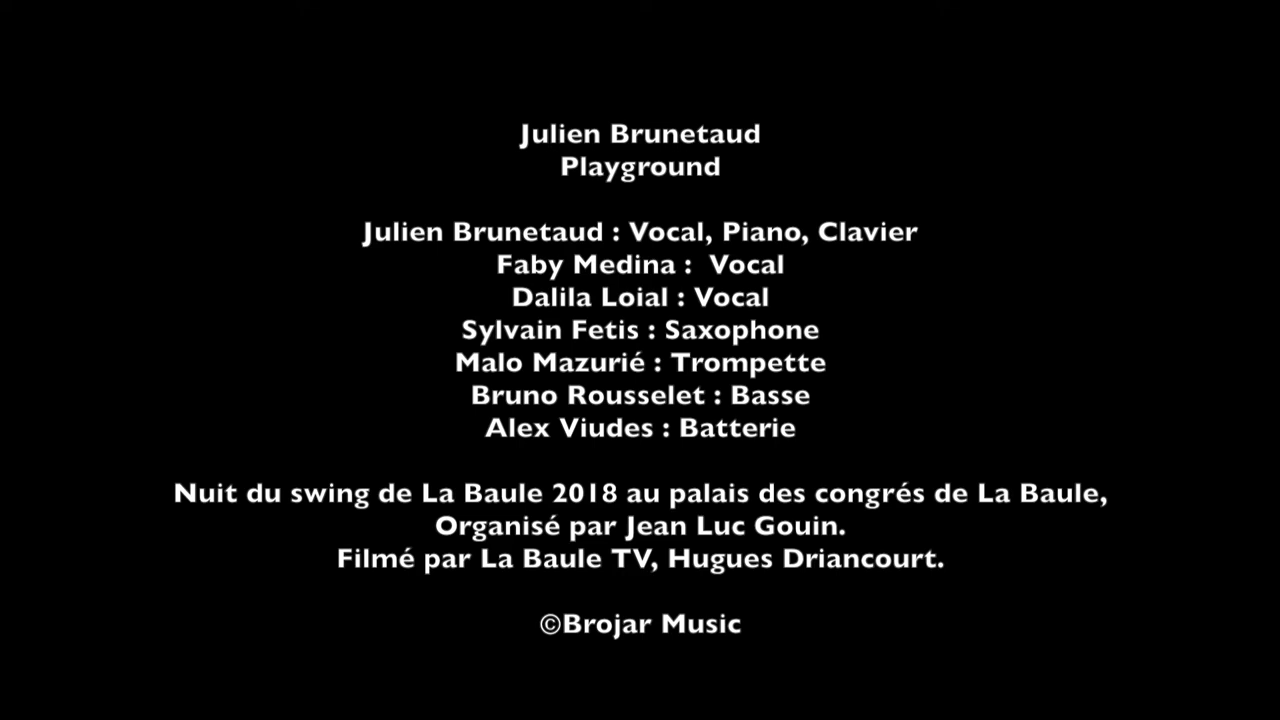 Julien Brunetaud
Playground
Julien Brunetaud : Vocal, Piano, Clavier
Faby Medina :  Vocal
Dalila Loial : Vocal
Sylvain Fetis : Saxophone
Malo Mazurié : Trompette
Bruno Rousselet : Basse
Alex Viudes : Batterie
Nuit du swing de La Baule 2018 au palais des congrés de La Baule,
Organisé par Jean Luc Gouin.
Filmé par La Baule TV, Hugues Driancourt.
©Brojar Music